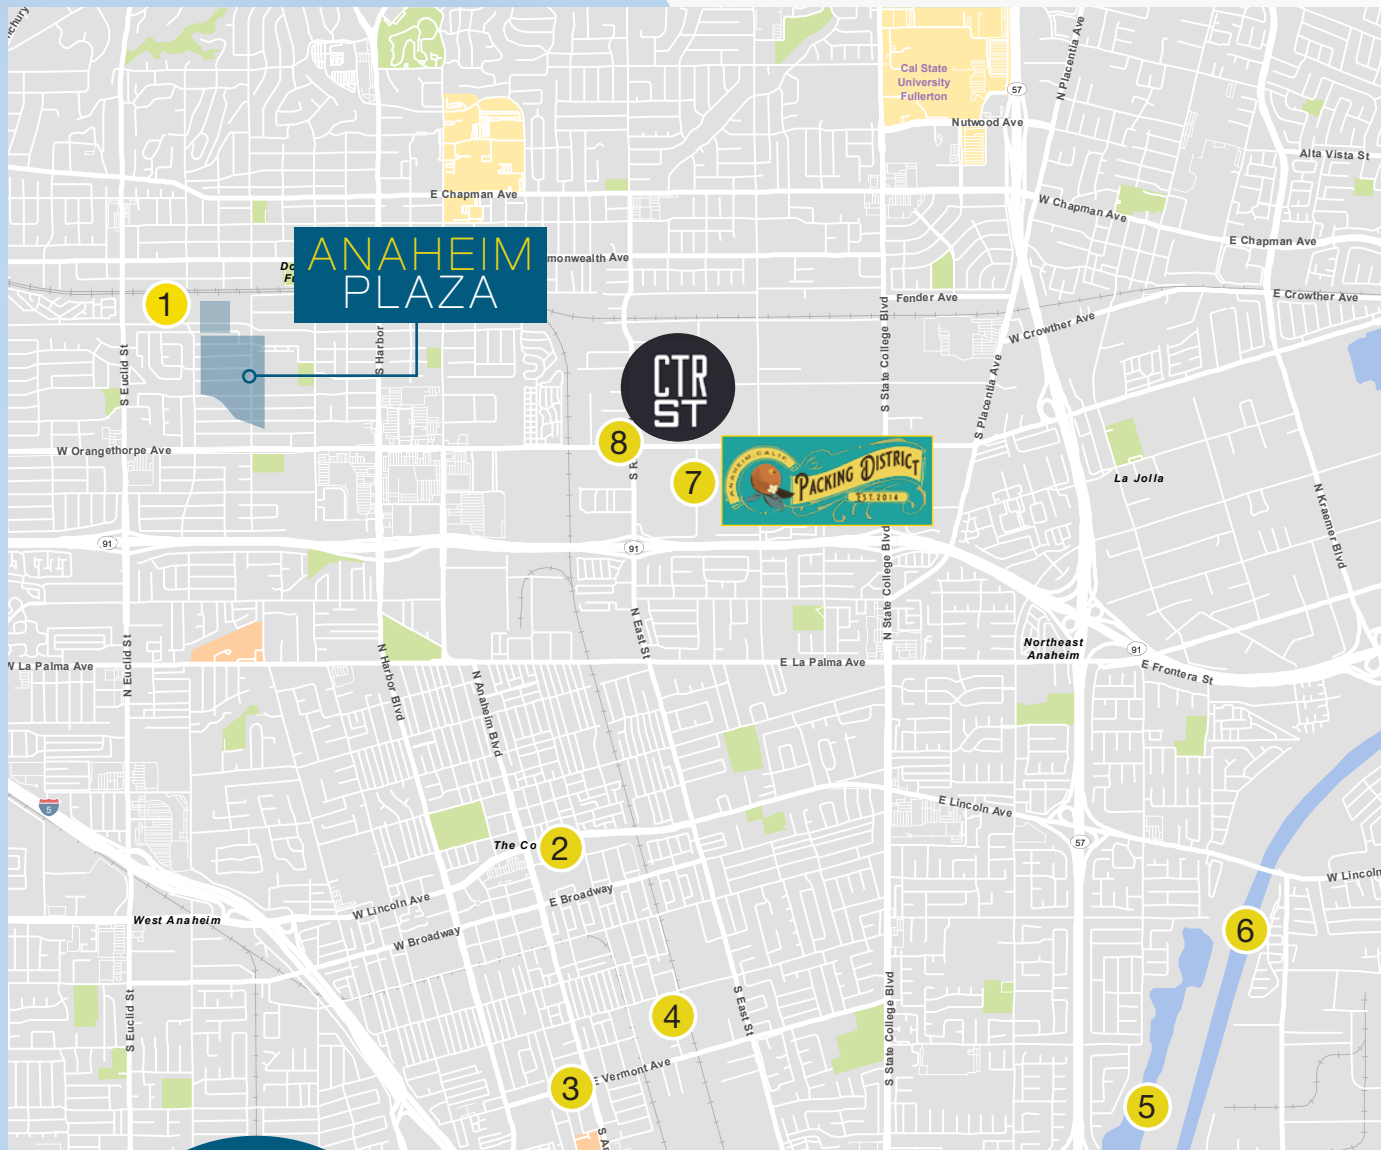 Cal State
University
Fullerton
57
N Placentia Ave
Nutwood Ave
Alta Vista St
E Chapman Ave
W Chapman Ave
E Chapman Ave
ANAHEIM
PLAZA
monwealth Ave
Do
1
Fender Ave
E Crowther Ave
W Crowther Ave
S Euclid St
S Harbor
S State College Blvd
S Placentia Ave
CTR
ST
8
W Orangethorpe Ave
S R
7
ANAHEIM, CALIF.
PACKING DISTRICT
EST. 2014
La Jolla
N Kraemer Blvd
91
91
N State College Blvd
N East St
N Euclid St
W La Palma Ave
E La Palma Ave
Northeast
Anaheim
91
E Frontera St
N Harbor Blvd
N Anaheim Blvd
5
E Lincoln Ave
57
The Co
2
W Lincoln
E Broadway
W Lincoln Ave
West Anaheim
W Broadway
6
S Euclid St
S East St
S State College Blvd
4
E Vermont Ave
3
5